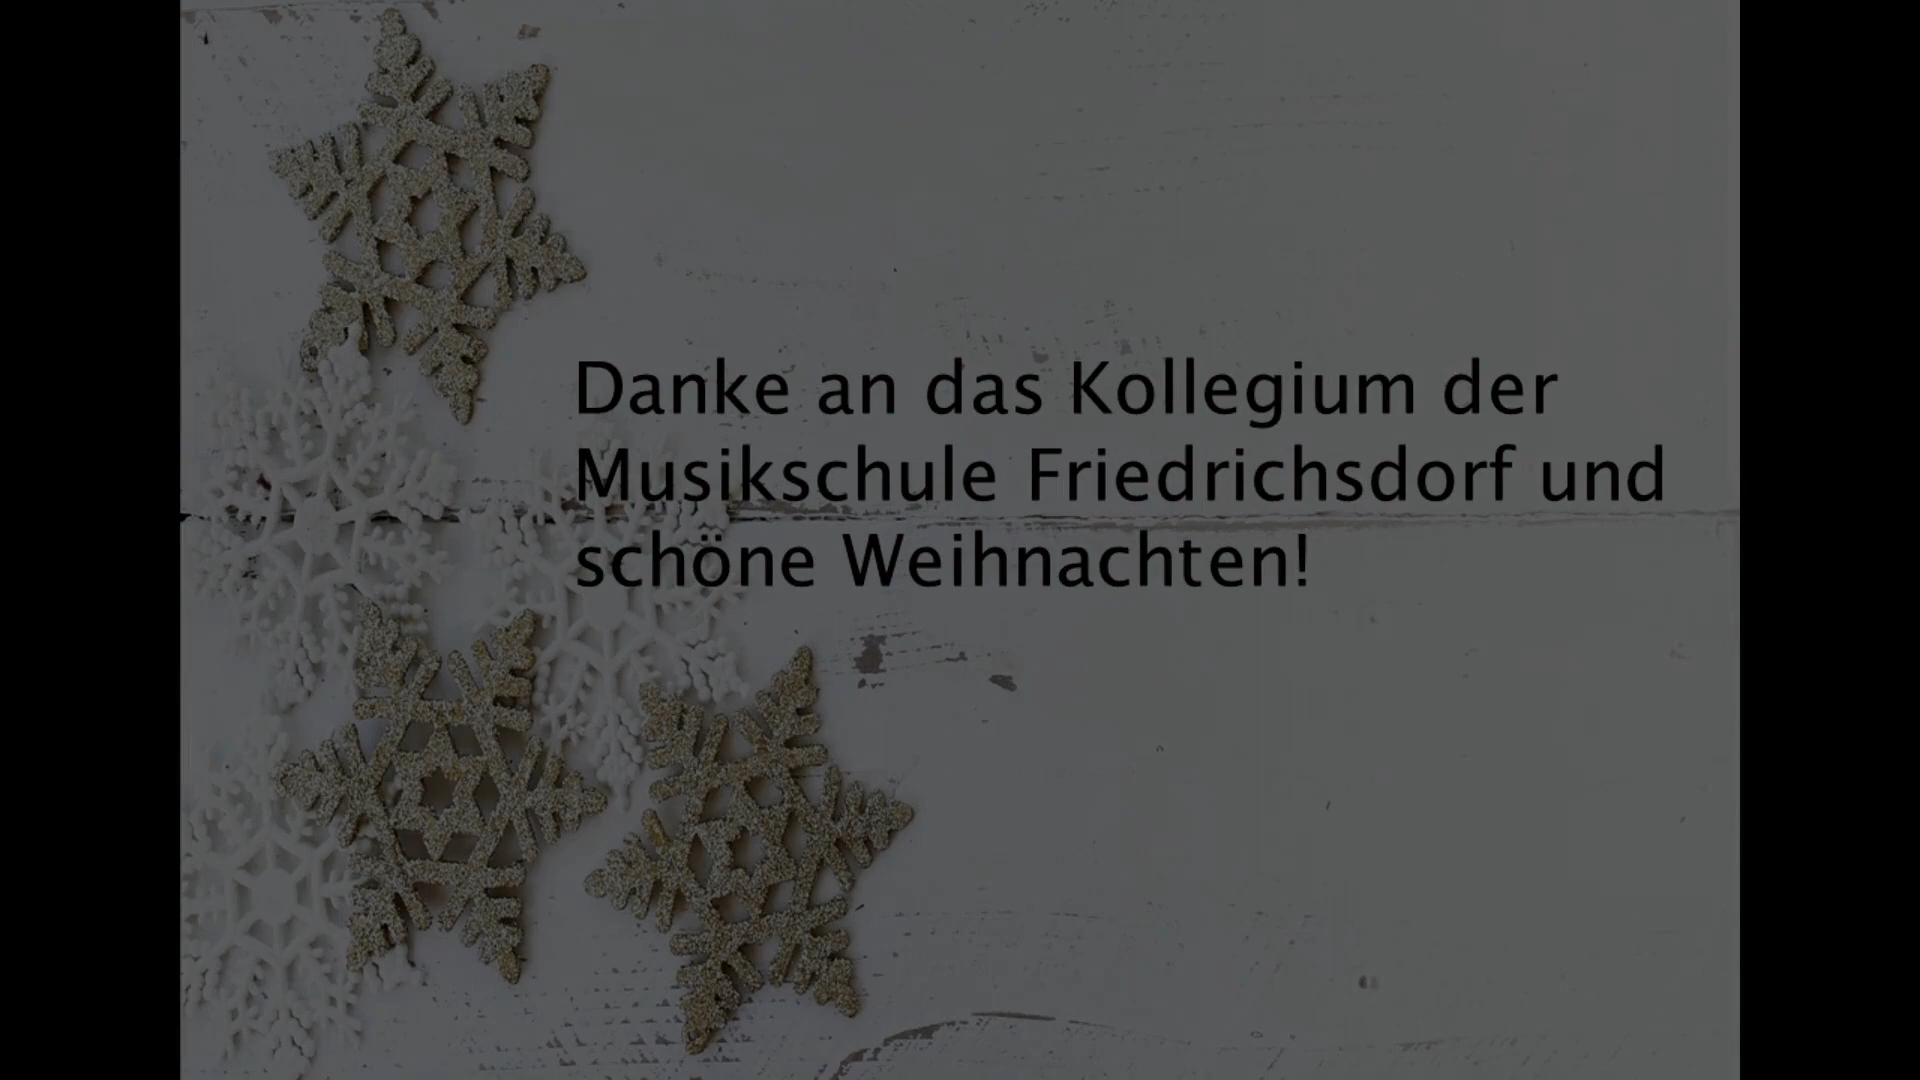 Danke an das Kollegium der
Musikschule Friedrichsdorf und
schöne Weihnachten!